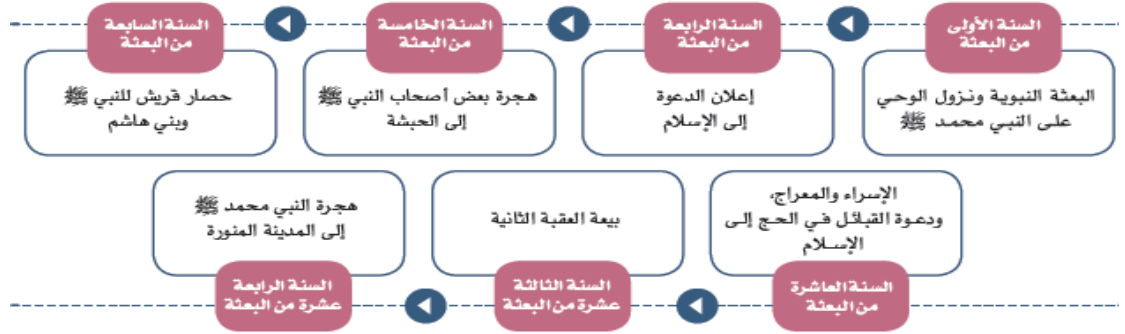 السنة الأولى
من البعثة
البعثة النبوية ونزول الوحي
على النبي محمد ﷺ
السنة الرابعة
من البعثة
إعلان الدعوة
إلى الإسلام
السنة الخامسة
من البعثة
هجرة بعض أصحاب النبي ﷺ
إلى الحبشة
السنة السابعة
من البعثة
حصار قريش للنبي ﷺ
وبني هاشم
الإسراء والمعراج،
ودعوة القبائل في الحج إلى
الإسلام
السنة العاشرة
من البعثة
بيعة العقبة الثانية
السنة الثالثة
عشرة من البعثة
هجرة النبي محمد ﷺ
إلى المدينة المنورة
السنة الرابعة
عشرة من البعثة